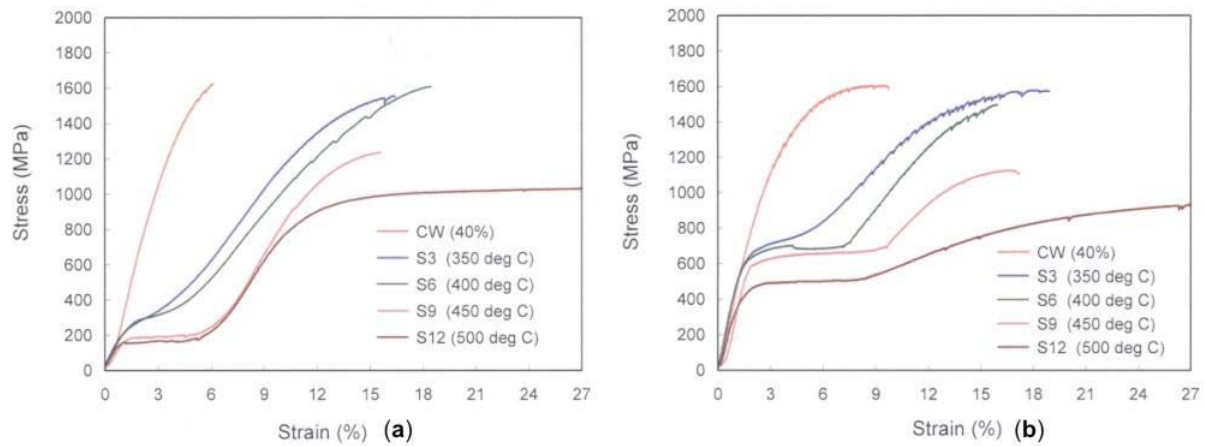 2000
1800
1600
1400
1200
1000
800
600
400
200
0
Stress (MPa)
CW (40%)
S3 (350 deg C)
S6 (400 deg C)
S9 (450 deg C)
S12 (500 deg C)
0 3 6 9 12 15 18 21 24 27
Strain (%) (a)
2000
1800
1600
1400
1200
1000
800
600
400
200
0
Stress (MPa)
CW (40%)
S3 (350 deg C)
S6 (400 deg C)
S9 (450 deg C)
S12 (500 deg C)
0 3 6 9 12 15 18 21 24 27
Strain (%) (b)